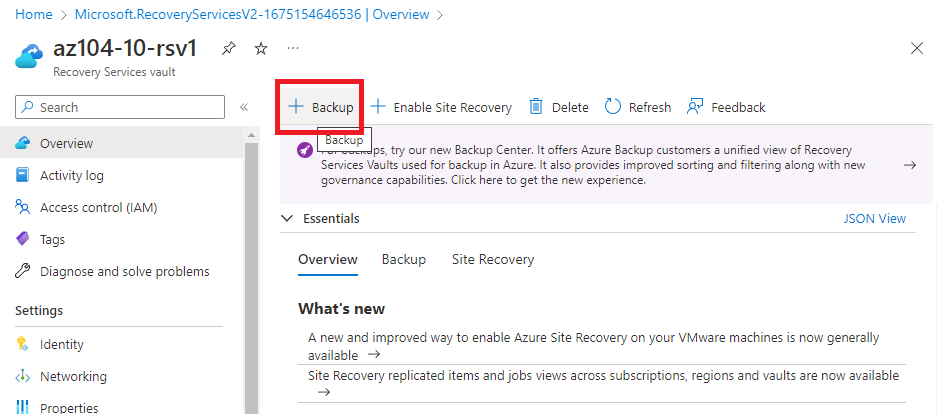 Home > Microsoft.RecoveryServicesV2-1675154646536 | Overview >
az104-10-rsv1
Recovery Services vault
Search
+ Backup + Enable Site Recovery Delete Refresh Feedback
Backup
For backups, try our new Backup Center. It offers Azure Backup customers a unified view of Recovery
Services Vaults used for backup in Azure. It also provides improved sorting and filtering along with new
governance capabilities. Click here to get the new experience.
Overview
Activity log
Access control (IAM)
Tags
Diagnose and solve problems
Settings
Identity
Networking
Properties
Essentials JSON View
Overview Backup Site Recovery
What's new
A new and improved way to enable Azure Site Recovery on your VMware machines is now generally
available →
Site Recovery replicated items and jobs views across subscriptions, regions and vaults are now available
→